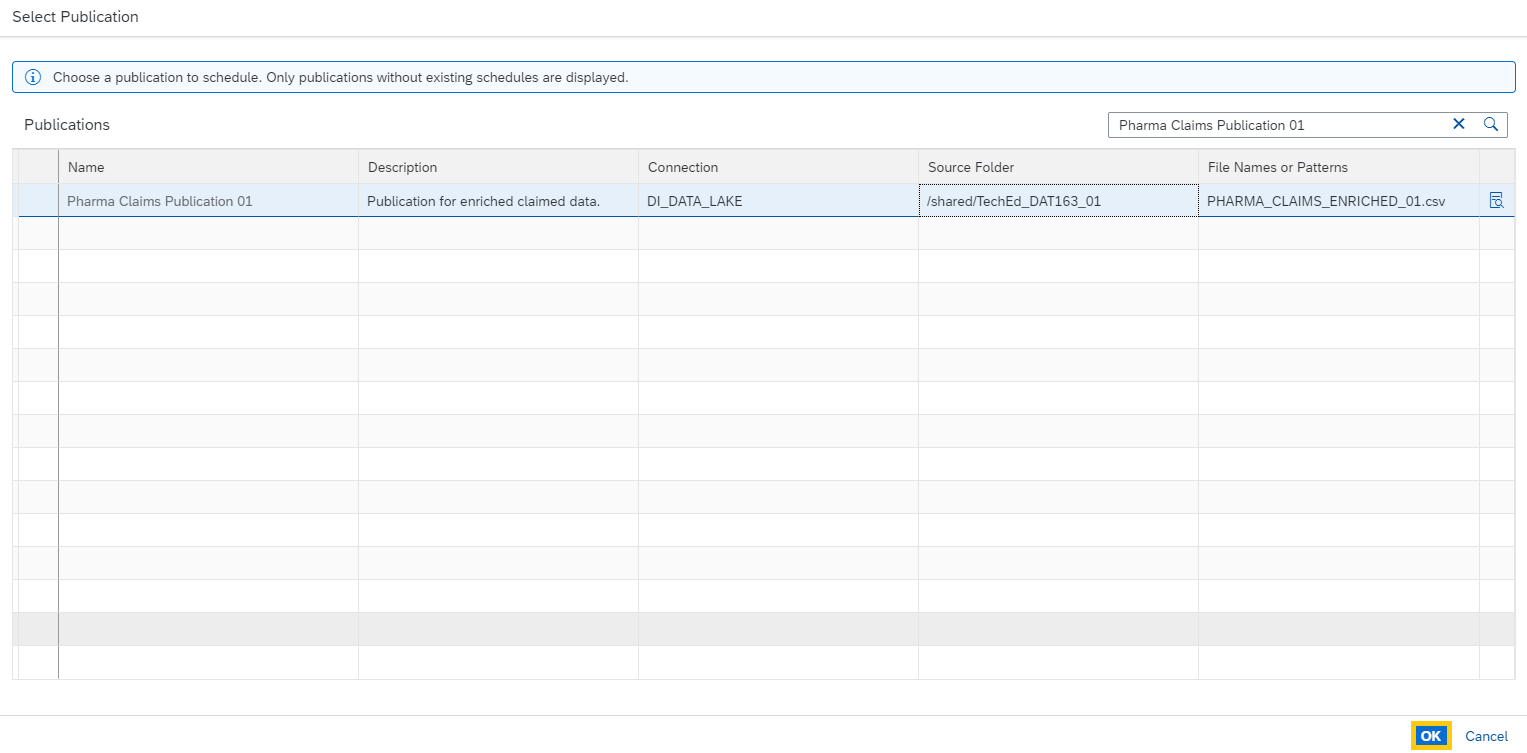 Select Publication
Choose a publication to schedule. Only publications without existing schedules are displayed.
Publications
Pharma Claims Publication 01
Name Description Connection Source Folder File Names or Patterns
Pharma Claims Publication 01 Publication for enriched claimed data. DI_DATA_LAKE /shared/TechEd_DAT163_01 PHARMA_CLAIMS_ENRICHED_01.csv
OK Cancel